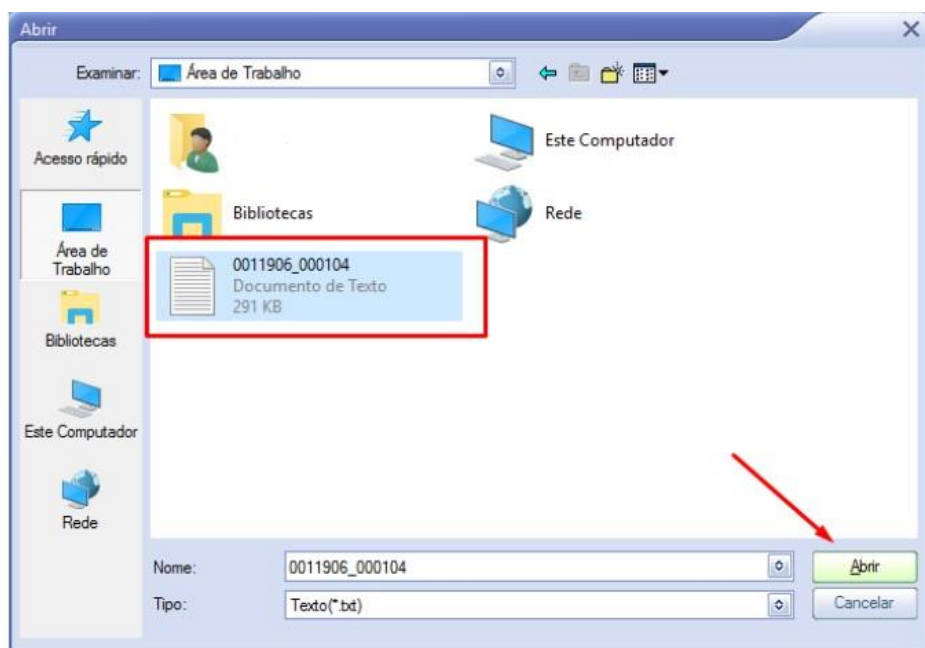 Abrir
Examinar:
Área de Trabalho
Acesso rápido
Área de
Trabalho
Bibliotecas
Este Computador
Rede
Este Computador
Bibliotecas
Rede
0011906_000104
Documento de Texto
291 KB
Nome:
0011906_000104
Abrir
Tipo:
Texto(*.txt)
Cancelar